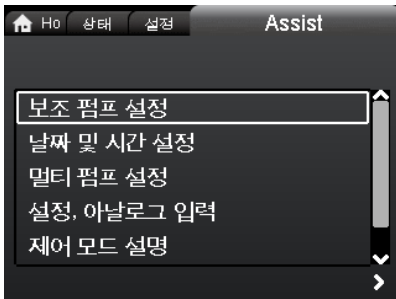 Ho 상태 설정 Assist
보조 펌프 설정
날짜 및 시간 설정
멀티 펌프 설정
설정, 아날로그 입력
제어 모드 설명